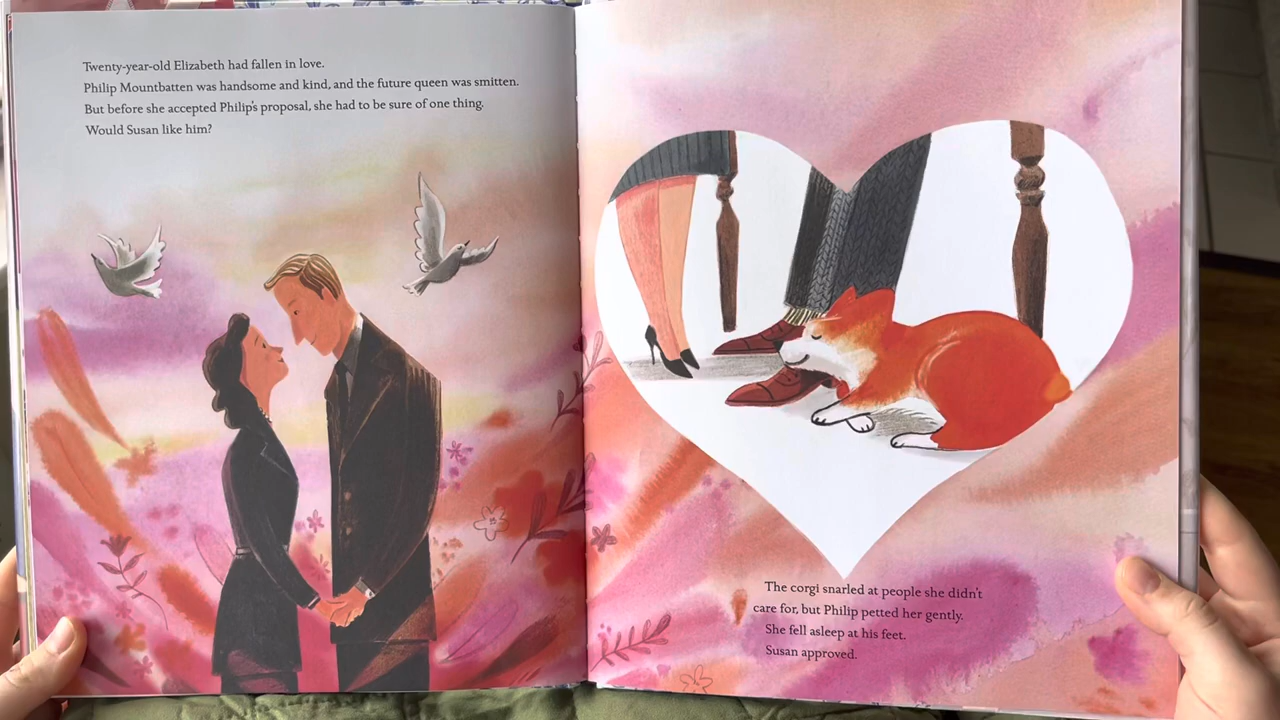 Twenty-year-old Elizabeth had fallen in love.
Philip Mountbatten was handsome and kind, and the future queen was smitten.
But before she accepted Philip's proposal, she had to be sure of one thing.
Would Susan like him?
The corgi snarled at people she didn't
care for, but Philip petted her gently.
She fell asleep at his feet.
Susan approved.